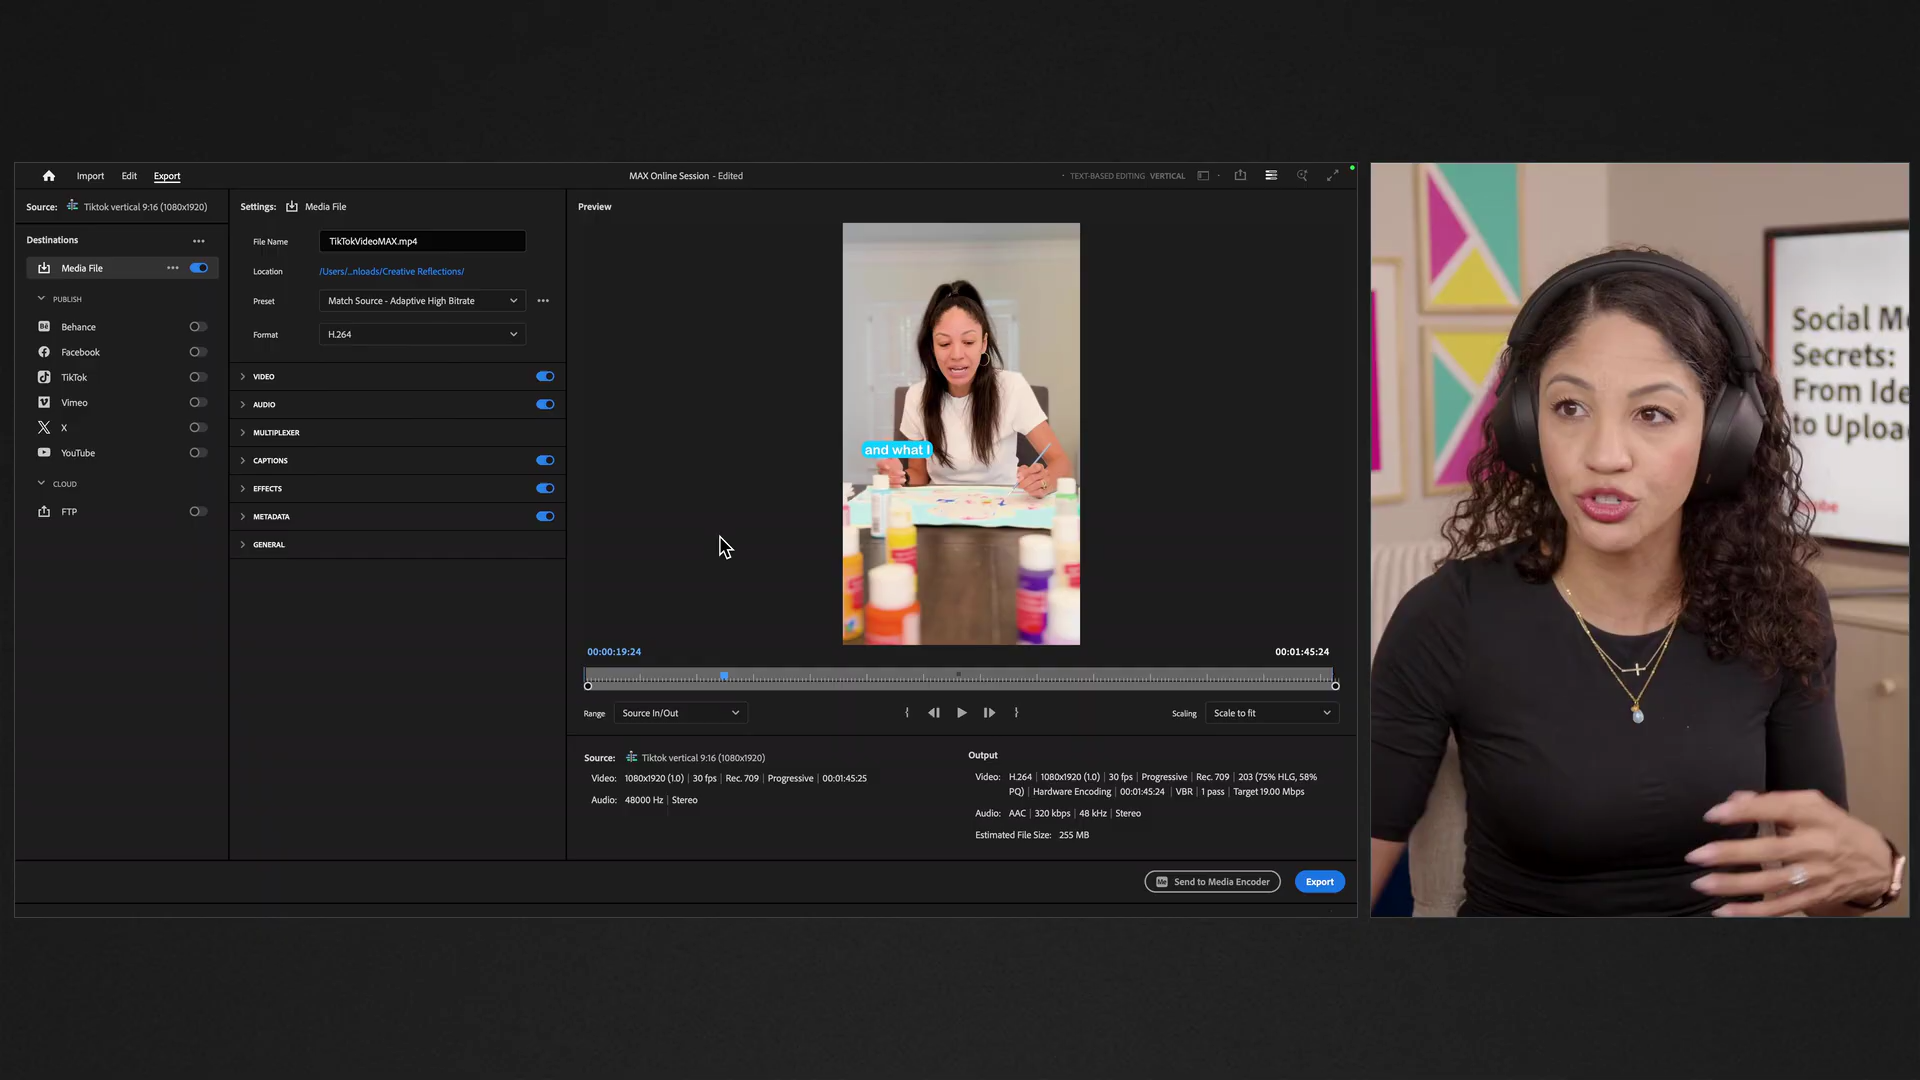 Import Edit Export
MAX Online Session - Edited
TEXT-BASED EDITING VERTICAL
Source: Tiktok vertical 9:16 (1080x1920)
Destinations
Media File
PUBLISH
Behance
Facebook
TikTok
Vimeo
X
YouTube
CLOUD
FTP
Settings: Media File
File Name TikTokVideoMAX.mp4
Location /Users/...nloads/Creative Reflections/
Preset Match Source - Adaptive High Bitrate
Format H.264
VIDEO
AUDIO
MULTIPLEXER
CAPTIONS
EFFECTS
METADATA
GENERAL
Preview
and what I
00:00:19:24 00:01:45:24
Range Source In/Out
Scaling Scale to fit
Source: Tiktok vertical 9:16 (1080x1920)
Video: 1080x1920 (1.0) | 30 fps | Rec. 709 | Progressive | 00:01:45:25
Audio: 48000 Hz | Stereo
Output
Video: H.264 | 1080x1920 (1.0) | 30 fps | Progressive | Rec. 709 | 203 (75% HLG, 58%
PQ) | Hardware Encoding | 00:01:45:24 | VBR | 1 pass | Target 19.00 Mbps
Audio: AAC | 320 kbps | 48 kHz | Stereo
Estimated File Size: 255 MB
Me Send to Media Encoder
Export
Social Me
Secrets:
From Ide
to Upload